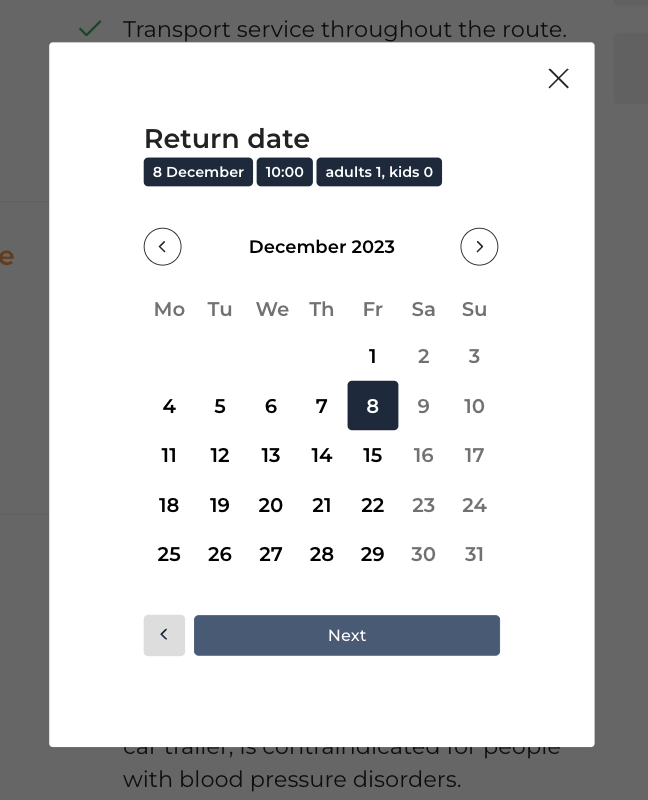 Transport service throughout the route.
Return date
8 December 10:00 adults 1, kids 0
December 2023
Mo Tu We Th Fr Sa Su
1 2 3
e
4 5 6 7 8 9 10
11 12 13 14 15 16 17
18 19 20 21 22 23 24
25 26 27 28 29 30 31
Next
car trailer, is contraindicated for people
with blood pressure disorders.